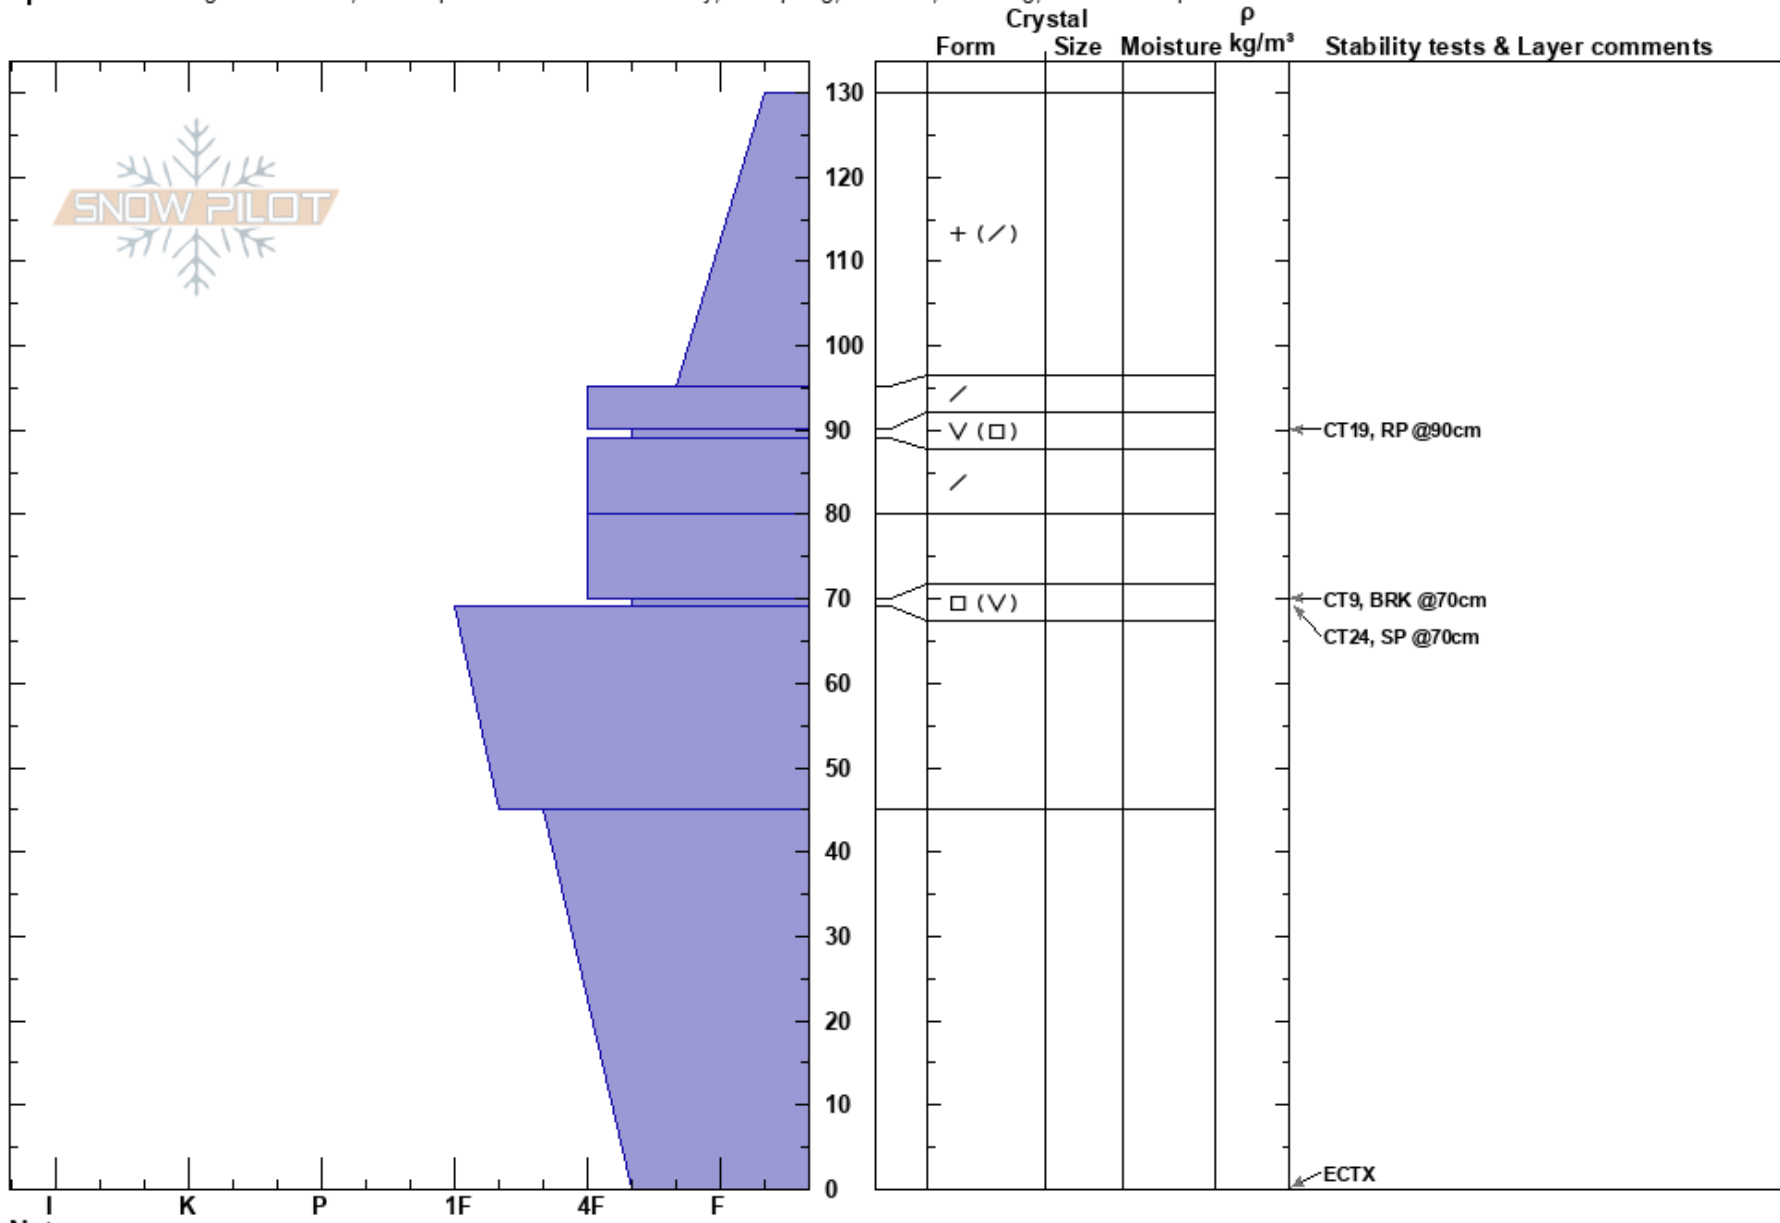 Crystal
ρ
Form Size Moisture kg/m³ Stability tests & Layer comments
130
SNOW PILOT
120
+ (/)
110
100
/
90 V (□) CT19, RP @90cm
/
80
70 □ (V) CT9, BRK @70cm
CT24, SP @70cm
60
50
40
30
20
10
ECTX
0
I K P 1F 4F F